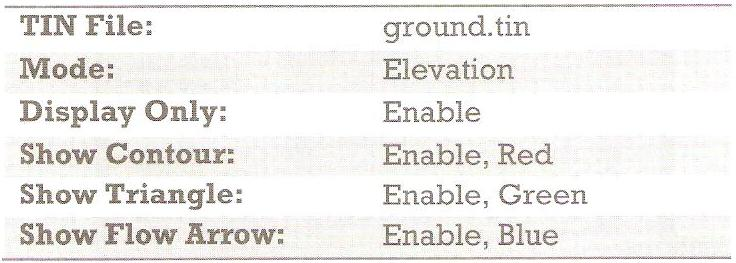 TIN File: ground.tin
Mode: Elevation
Display Only: Enable
Show Contour: Enable, Red
Show Triangle: Enable, Green
Show Flow Arrow: Enable, Blue